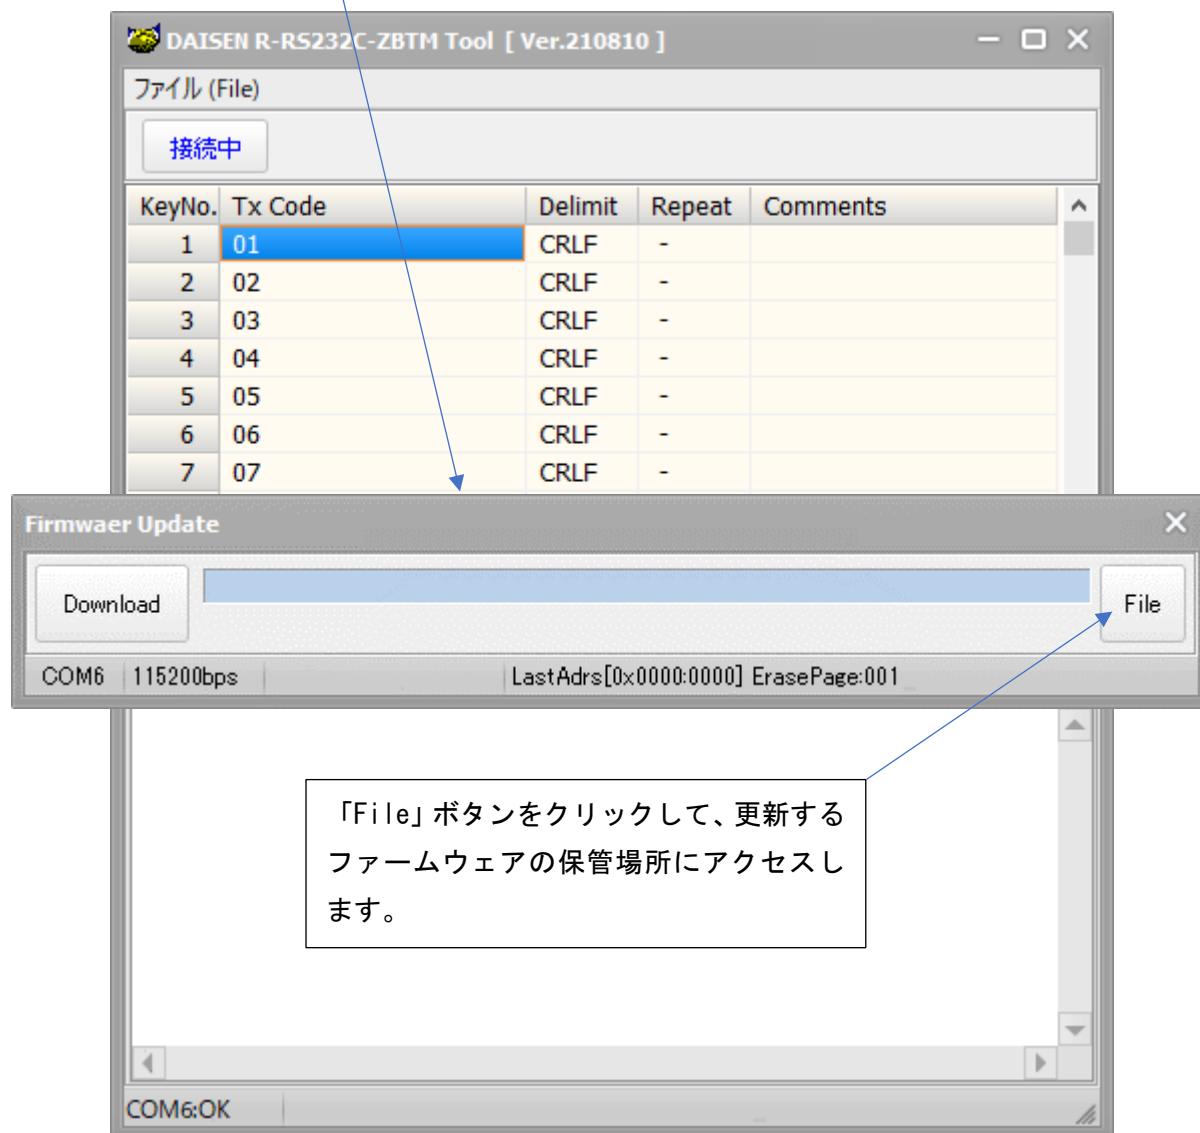 DAISEN R-RS232C-ZBTM Tool [ Ver.210810 ]
ファイル (File)
接続中
KeyNo. Tx Code Delimit Repeat Comments
1 01 CRLF -
2 02 CRLF -
3 03 CRLF -
4 04 CRLF -
5 05 CRLF -
6 06 CRLF -
7 07 CRLF -
Firmwaer Update
Download File
COM6 115200bps LastAdrs[0x0000:0000] ErasePage:001
「File」ボタンをクリックして、更新する
ファームウェアの保管場所にアクセスし
ます。
COM6:OK